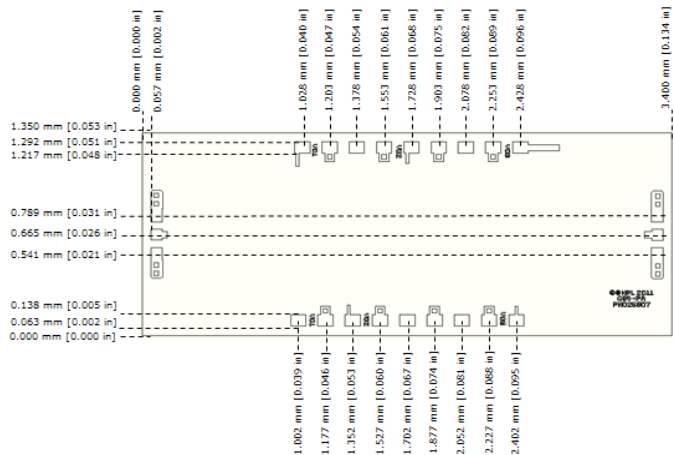 0.000 mm [0.000 in]
0.057 mm [0.002 in]
1.028 mm [0.040 in]
1.203 mm [0.047 in]
1.378 mm [0.054 in]
1.553 mm [0.061 in]
1.728 mm [0.068 in]
1.903 mm [0.075 in]
2.078 mm [0.082 in]
2.253 mm [0.089 in]
2.428 mm [0.096 in]
3.400 mm [0.134 in]
1.350 mm [0.053 in]
1.292 mm [0.051 in]
1.217 mm [0.048 in]
0.789 mm [0.031 in]
0.665 mm [0.026 in]
0.541 mm [0.021 in]
0.138 mm [0.005 in]
0.063 mm [0.002 in]
0.000 mm [0.000 in]
2011
1.002 mm [0.039 in]
1.177 mm [0.046 in]
1.352 mm [0.053 in]
1.527 mm [0.060 in]
1.702 mm [0.067 in]
1.877 mm [0.074 in]
2.052 mm [0.081 in]
2.227 mm [0.088 in]
2.402 mm [0.095 in]